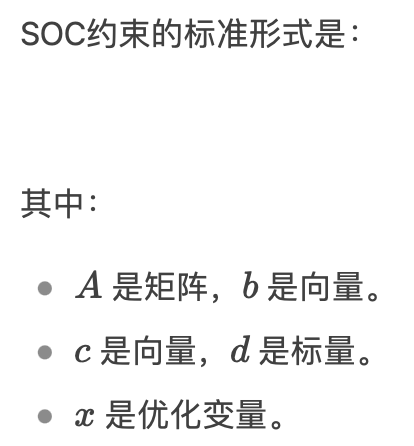 SOC约束的标准形式是：
其中：
• A 是矩阵，b 是向量。
• c 是向量，d 是标量。
• x 是优化变量。